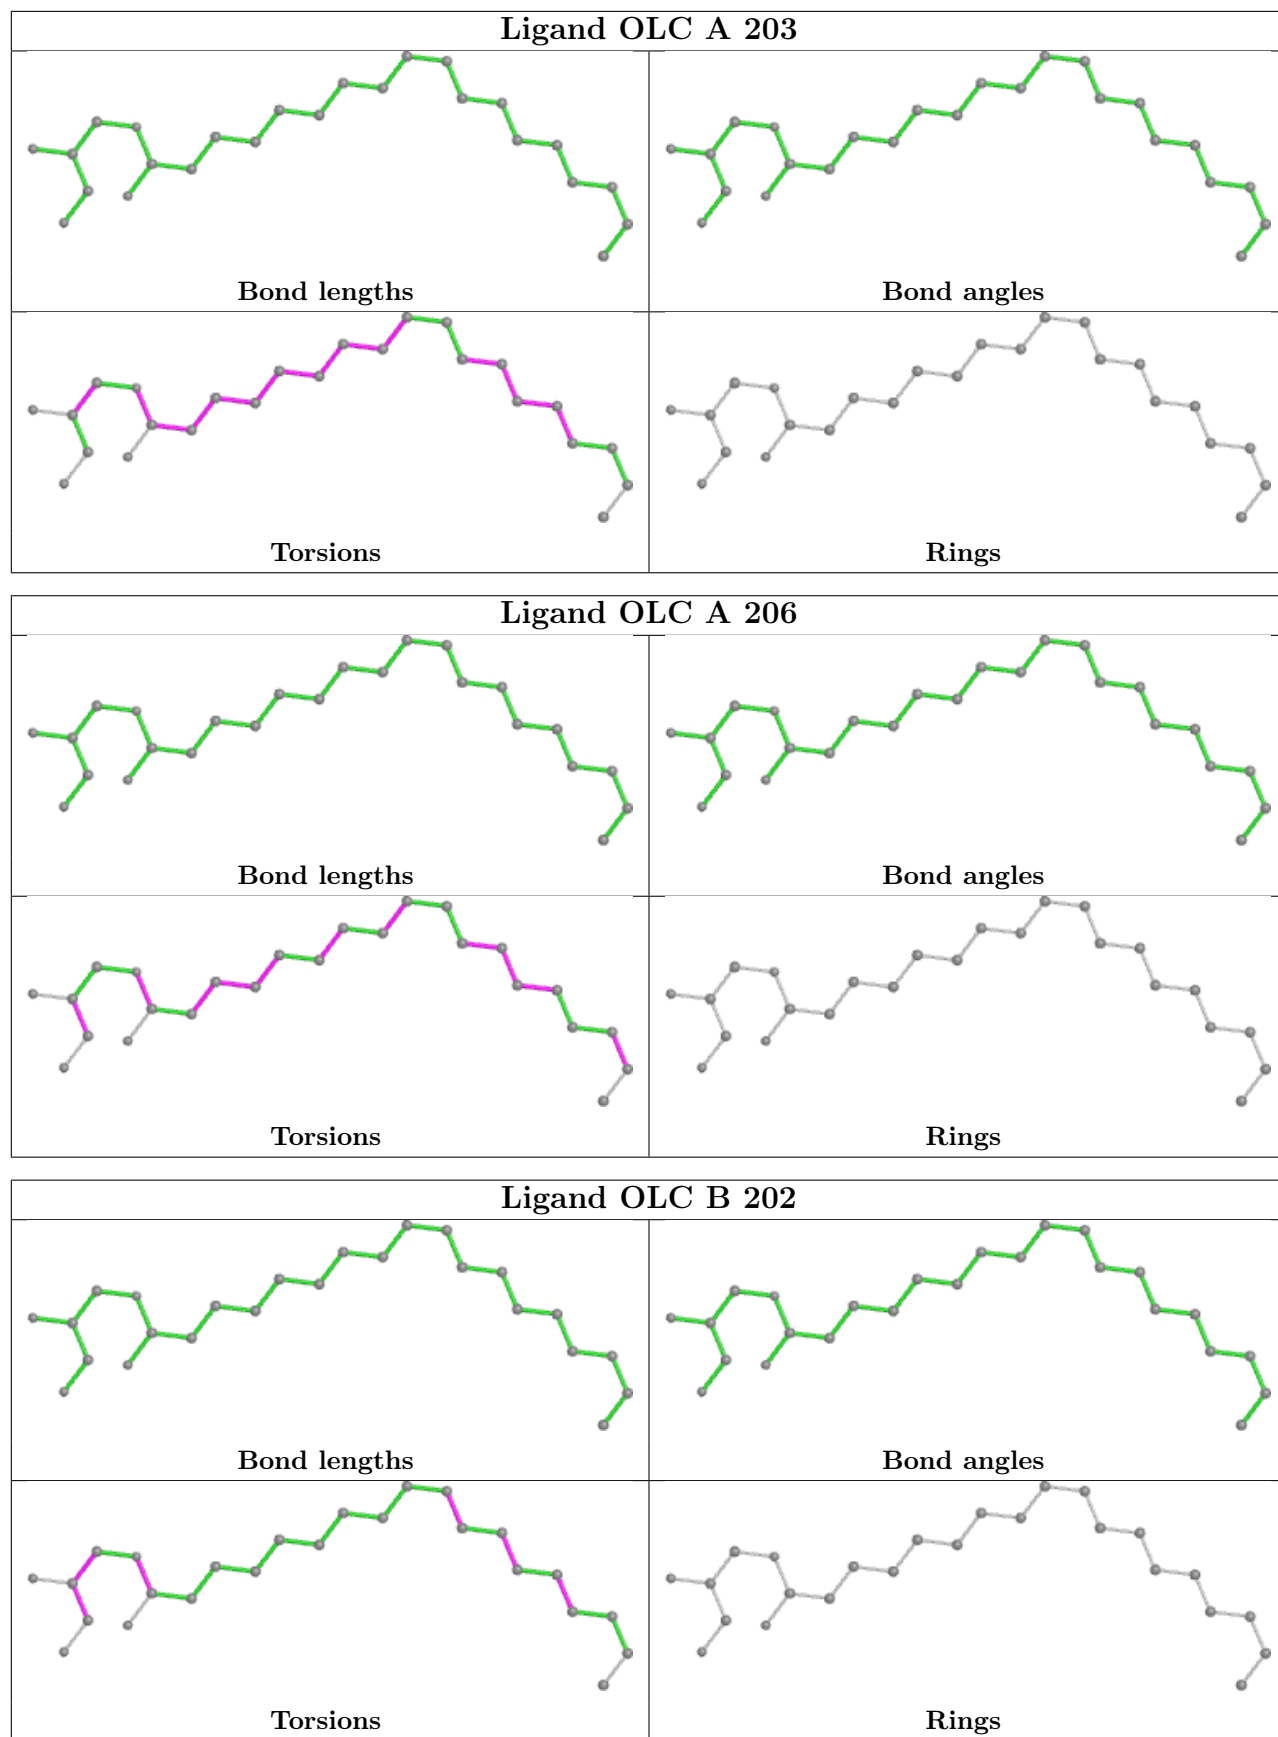 Ligand OLC A 203
Bond lengths
Bond angles
Torsions
Rings
Ligand OLC A 206
Bond lengths
Bond angles
Torsions
Rings
Ligand OLC B 202
Bond lengths
Bond angles
Torsions
Rings